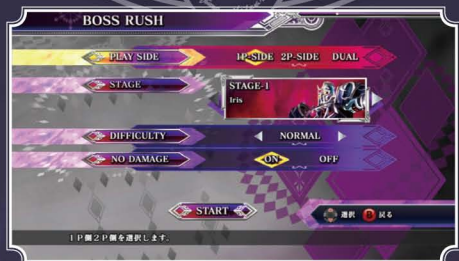 BOSS RUSH
PLAY SIDE 1P-SIDE 2P-SIDE DUAL
STAGE STAGE-1
Iris
DIFFICULTY NORMAL
NO DAMAGE ON OFF
START
選択 B 戻る
1P側2P側を選択します。